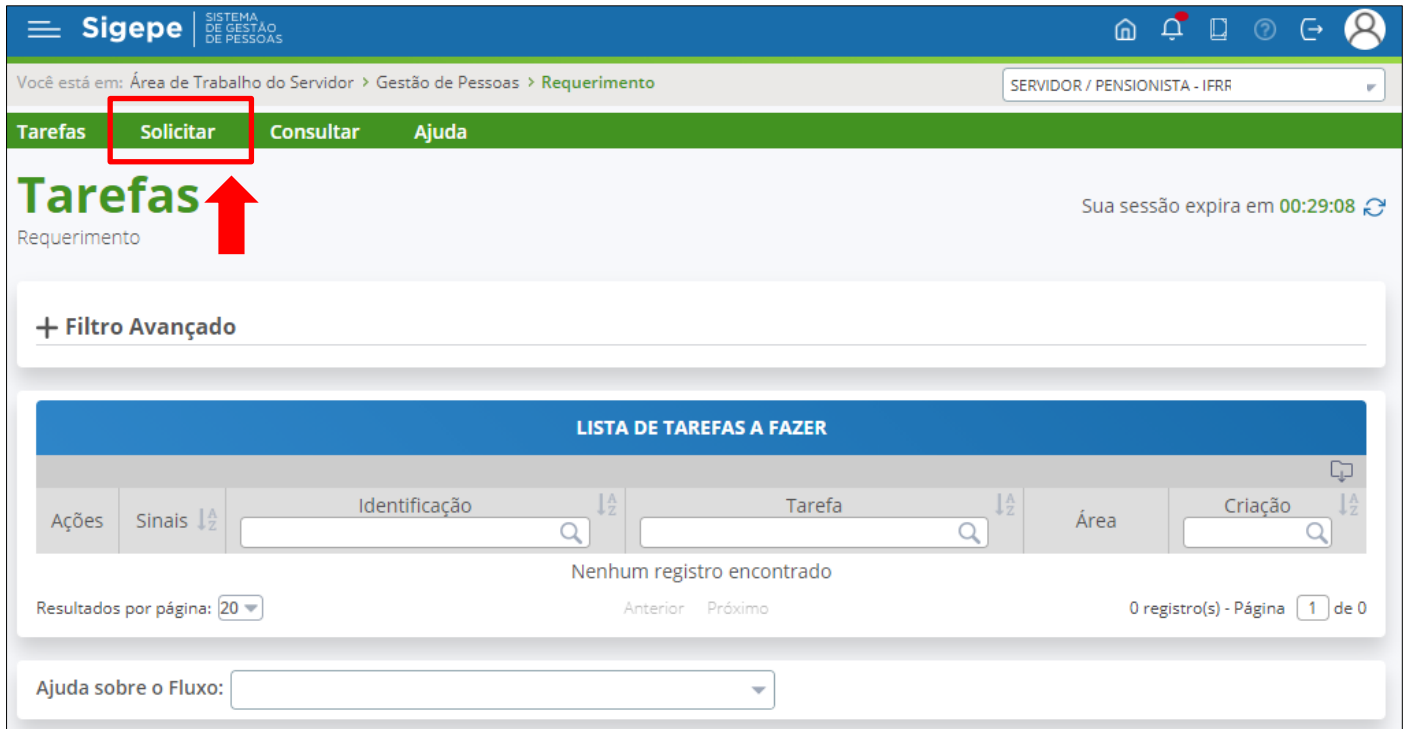 Sigepe SISTEMA
DE GESTÃO
DE PESSOAS
Você está em: Área de Trabalho do Servidor > Gestão de Pessoas > Requerimento
SERVIDOR / PENSIONISTA - IFRR
Tarefas Solicitar Consultar Ajuda
Tarefas
Sua sessão expira em 00:29:08
Requerimento
+ Filtro Avançado
LISTA DE TAREFAS A FAZER
Ações Sinais Identificação Tarefa Área Criação
Nenhum registro encontrado
Resultados por página: 20 Anterior Próximo 0 registro(s) - Página 1 de 0
Ajuda sobre o Fluxo: